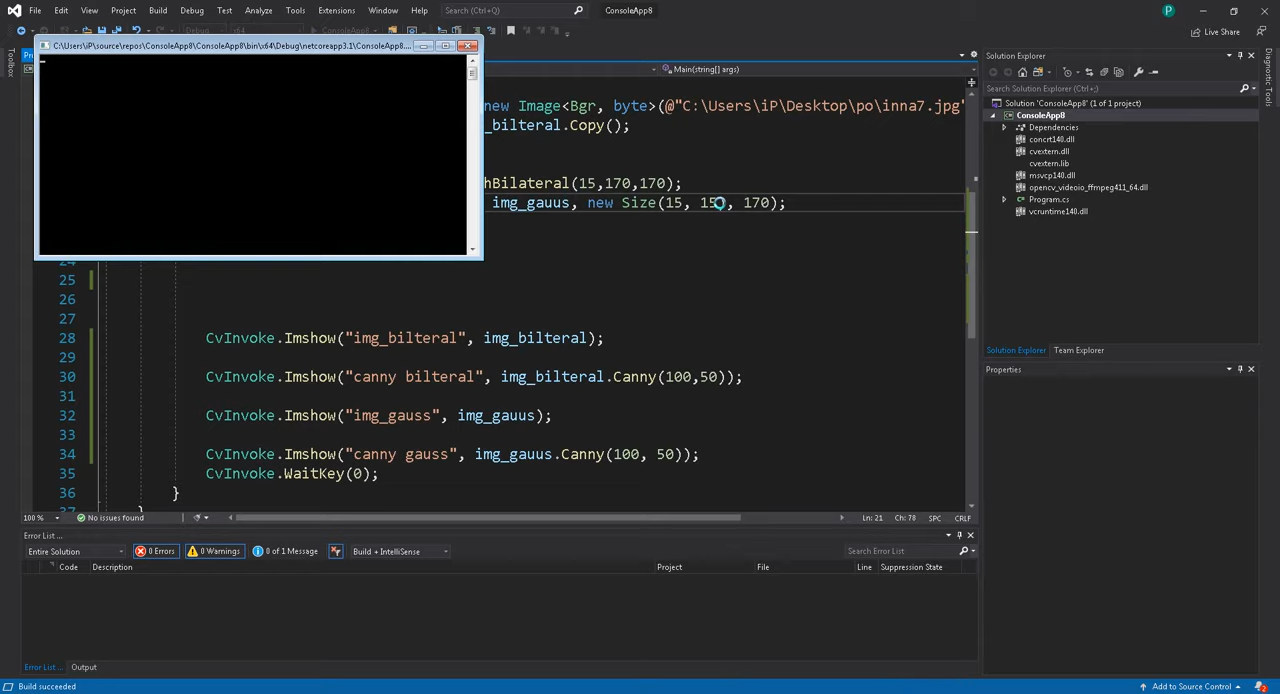 File Edit View Project Build Debug Test Analyze Tools Extensions Window Help Search (Ctrl+;) ConsoleApp8 P
Live Share
C:\Users\iP\source\repos\ConsoleApp8\ConsoleApp8\bin\x64\Debug\netcoreapp3.1\ConsoleApp8....
Toolbox
Main(string[] args)
new Image<Bgr, byte>(@"C:\Users\iP\Desktop\po\inna7.jpg"
_bilteral.Copy();
hBilateral(15,170,170);
img_gauus, new Size(15, 15), 170);
24
25
26
27
28 CvInvoke.Imshow("img_bilteral", img_bilteral);
29
30 CvInvoke.Imshow("canny bilteral", img_bilteral.Canny(100,50));
31
32 CvInvoke.Imshow("img_gauss", img_gauus);
33
34 CvInvoke.Imshow("canny gauss", img_gauus.Canny(100, 50));
35 CvInvoke.WaitKey(0);
36 }
37 }
100 % No issues found Ln: 21 Ch: 78 SPC CRLF
Error List ...
Entire Solution 0 Errors 0 Warnings 0 of 1 Message Build + IntelliSense Search Error List
Code Description Project File Line Suppression State
Error List ... Output
Solution Explorer
Search Solution Explorer (Ctrl+;)
Solution 'ConsoleApp8' (1 of 1 project)
ConsoleApp8
Dependencies
concrt140.dll
cvextern.dll
cvextern.lib
msvcp140.dll
opencv_videoio_ffmpeg411_64.dll
Program.cs
vcruntime140.dll
Solution Explorer Team Explorer
Properties
Diagnostic Tools
Build succeeded Add to Source Control 2